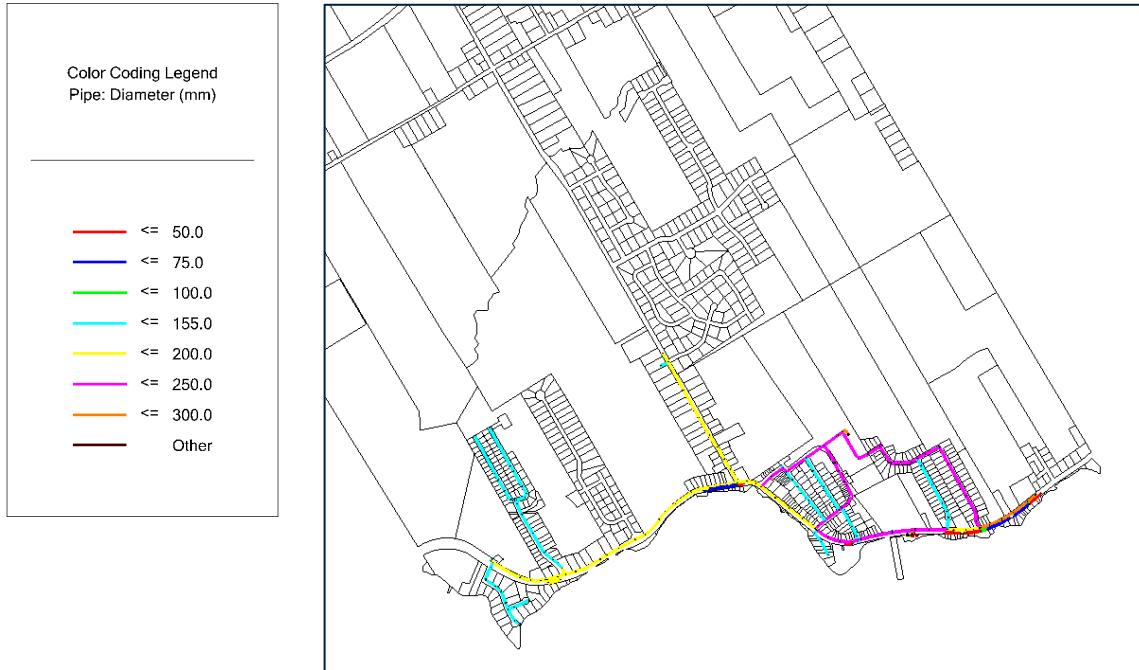 Color Coding Legend
Pipe: Diameter (mm)
<= 50.0
<= 75.0
<= 100.0
<= 155.0
<= 200.0
<= 250.0
<= 300.0
Other